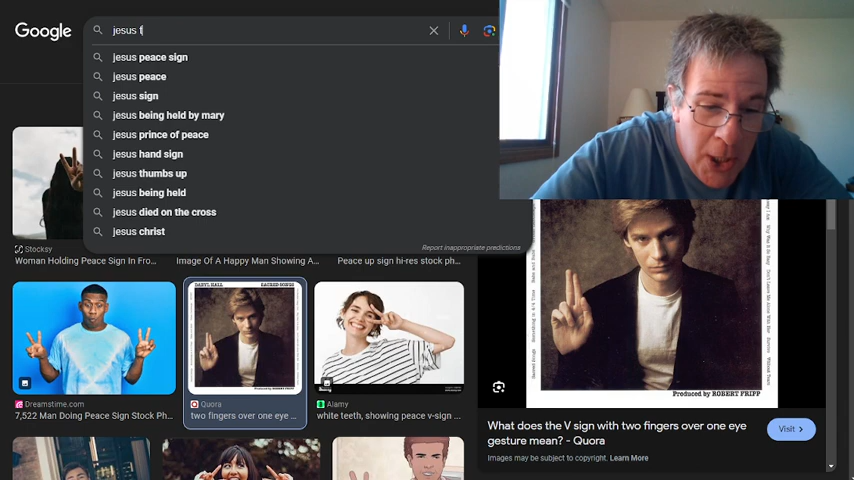 Google
jesus t
jesus peace sign
jesus peace
jesus sign
jesus being held by mary
jesus prince of peace
jesus hand sign
jesus thumbs up
jesus being held
jesus died on the cross
jesus christ
Report inappropriate predictions
Stocksy
Woman Holding Peace Sign In Fro...
Image Of A Happy Man Showing A...
Peace up sign hi-res stock ph...
DARYL HALL
SACRED SONGS
Produced by ROBERT FRIPP
Dreamstime.com
7,522 Man Doing Peace Sign Stock Ph...
Quora
two fingers over one eye ...
Alamy
white teeth, showing peace v-sign ...
Produced by ROBERT FRIPP
What does the V sign with two fingers over one eye
gesture mean? - Quora
Visit >
Images may be subject to copyright. Learn More